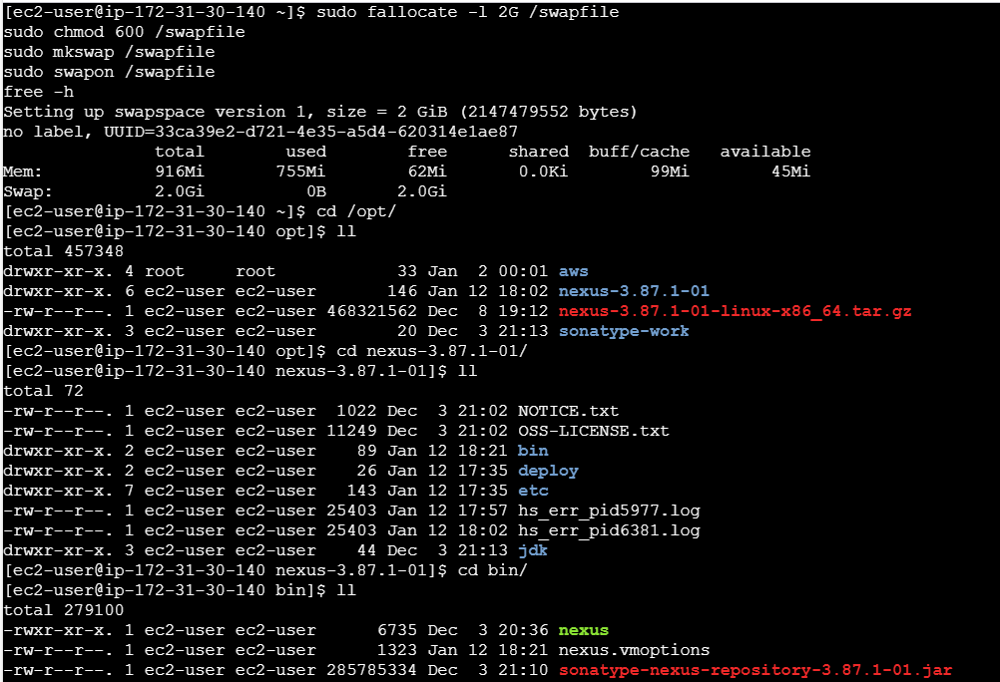 [ec2-user@ip-172-31-30-140 ~]$ sudo fallocate -l 2G /swapfile
sudo chmod 600 /swapfile
sudo mkswap /swapfile
sudo swapon /swapfile
free -h
Setting up swapspace version 1, size = 2 GiB (2147479552 bytes)
no label, UUID=33ca39e2-d721-4e35-a5d4-620314e1ae87
               total        used        free      shared  buff/cache   available
Mem:           916Mi       755Mi        62Mi       0.0Ki        99Mi        45Mi
Swap:          2.0Gi          0B       2.0Gi
[ec2-user@ip-172-31-30-140 ~]$ cd /opt/
[ec2-user@ip-172-31-30-140 opt]$ ll
total 457348
drwxr-xr-x. 4 root     root            33 Jan  2 00:01 aws
drwxr-xr-x. 6 ec2-user ec2-user       146 Jan 12 18:02 nexus-3.87.1-01
-rw-r--r--. 1 ec2-user ec2-user 468321562 Dec  8 19:12 nexus-3.87.1-01-linux-x86_64.tar.gz
drwxr-xr-x. 3 ec2-user ec2-user        20 Dec  3 21:13 sonatype-work
[ec2-user@ip-172-31-30-140 opt]$ cd nexus-3.87.1-01/
[ec2-user@ip-172-31-30-140 nexus-3.87.1-01]$ ll
total 72
-rw-r--r--. 1 ec2-user ec2-user  1022 Dec  3 21:02 NOTICE.txt
-rw-r--r--. 1 ec2-user ec2-user 11249 Dec  3 21:02 OSS-LICENSE.txt
drwxr-xr-x. 2 ec2-user ec2-user    89 Jan 12 18:21 bin
drwxr-xr-x. 2 ec2-user ec2-user    26 Jan 12 17:35 deploy
drwxr-xr-x. 7 ec2-user ec2-user   143 Jan 12 17:35 etc
-rw-r--r--. 1 ec2-user ec2-user 25403 Jan 12 17:57 hs_err_pid5977.log
-rw-r--r--. 1 ec2-user ec2-user 25403 Jan 12 18:02 hs_err_pid6381.log
drwxr-xr-x. 3 ec2-user ec2-user    44 Dec  3 21:13 jdk
[ec2-user@ip-172-31-30-140 nexus-3.87.1-01]$ cd bin/
[ec2-user@ip-172-31-30-140 bin]$ ll
total 279100
-rwxr-xr-x. 1 ec2-user ec2-user      6735 Dec  3 20:36 nexus
-rw-r--r--. 1 ec2-user ec2-user      1323 Jan 12 18:21 nexus.vmoptions
-rw-r--r--. 1 ec2-user ec2-user 285785334 Dec  3 21:10 sonatype-nexus-repository-3.87.1-01.jar